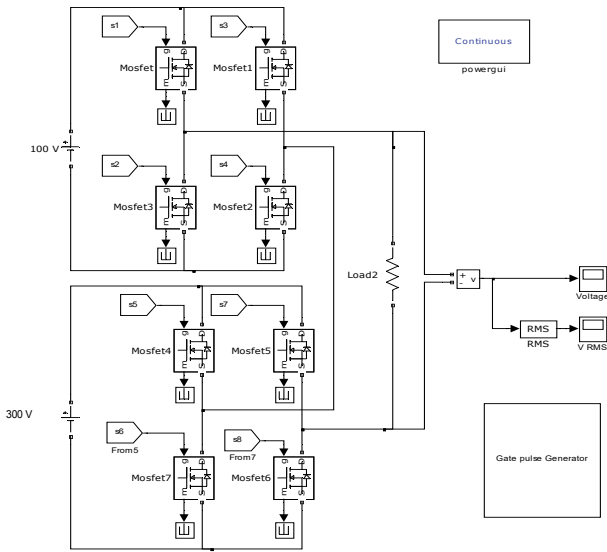 s1
s3
Mosfet
Mosfet1
g
D
m
S
g
D
m
S
Continuous
powergui
100 V
+
s2
s4
Mosfet3
Mosfet2
g
D
m
S
g
D
m
S
Load2
+
-
v
Voltage
RMS
RMS
V RMS
s5
s7
Mosfet4
Mosfet5
g
D
m
S
g
D
m
S
300 V
+
s6
From5
s8
From7
Mosfet7
Mosfet6
g
D
m
S
g
D
m
S
Gate pulse Generator